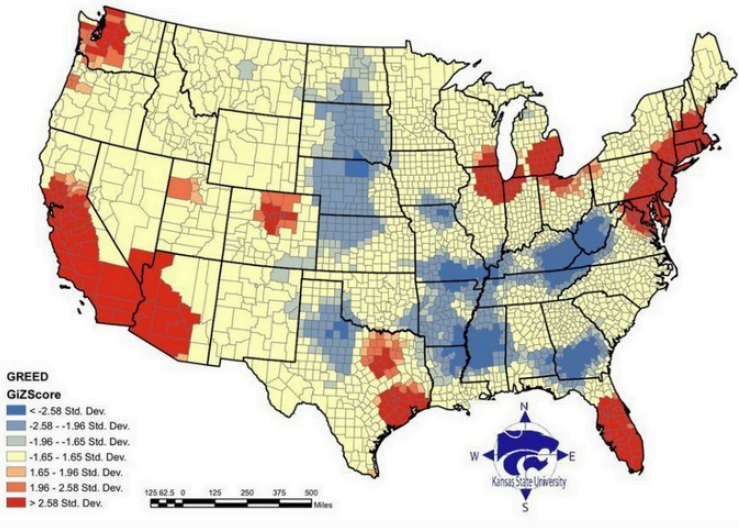 GREED
GiZScore
< -2.58 Std. Dev.
-2.58 - -1.96 Std. Dev.
-1.96 - -1.65 Std. Dev.
-1.65 - 1.65 Std. Dev.
1.65 - 1.96 Std. Dev.
1.96 - 2.58 Std. Dev.
> 2.58 Std. Dev.
125 62.5 0 125 250 375 500
Miles
N
W E
Kansas State University
S